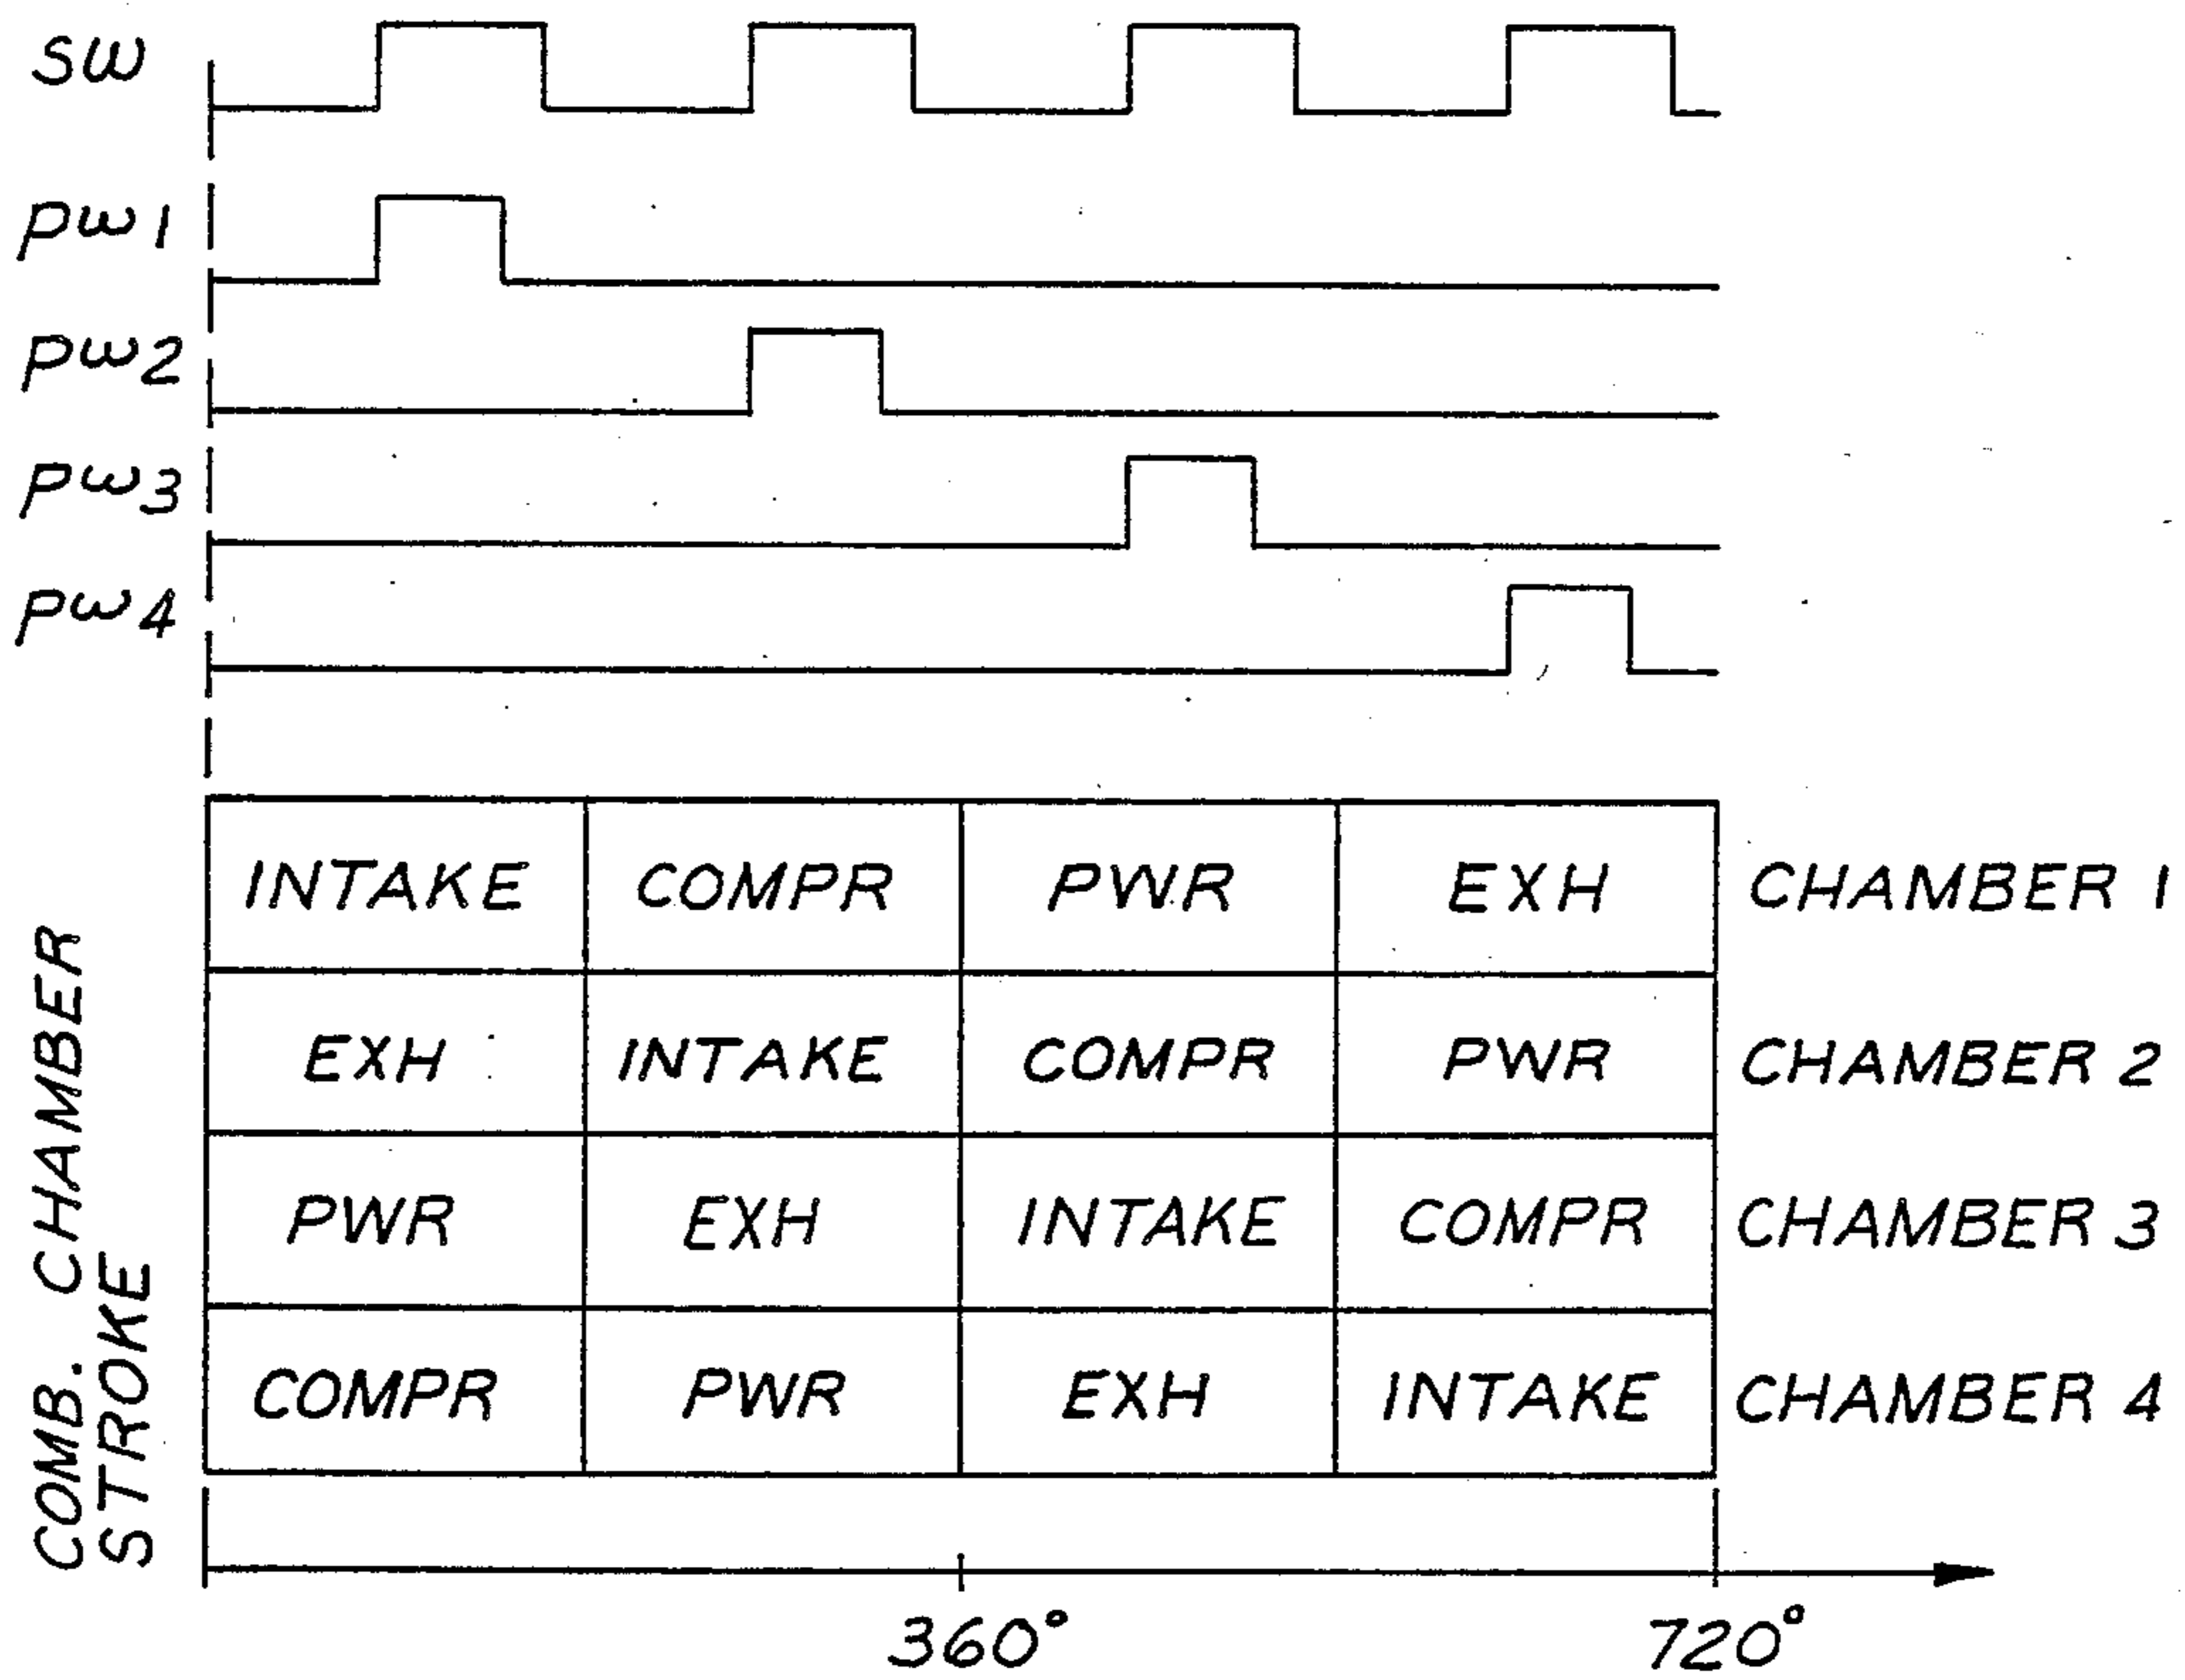 SW
PW1
PW2
PW3
PW4
INTAKE COMPR PWR EXH CHAMBER 1
EXH INTAKE COMPR PWR CHAMBER 2
PWR EXH INTAKE COMPR CHAMBER 3
COMPR PWR EXH INTAKE CHAMBER 4
COMB. CHAMBER
STROKE
360° 720°